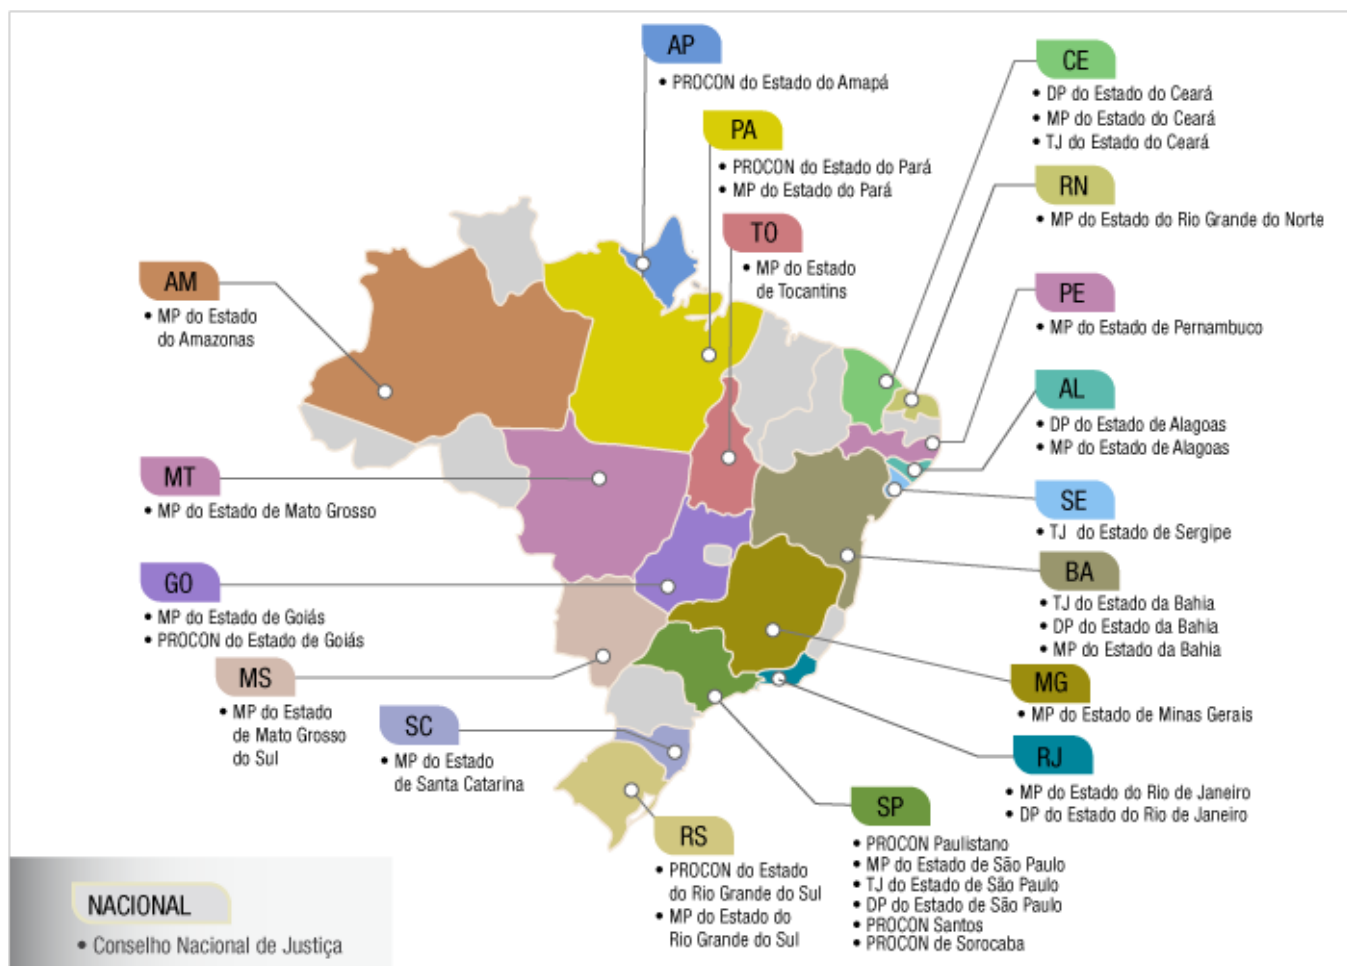 AP
• PROCON do Estado do Amapá
PA
• PROCON do Estado do Pará
• MP do Estado do Pará
TO
• MP do Estado
de Tocantins
CE
• DP do Estado do Ceará
• MP do Estado do Ceará
• TJ do Estado do Ceará
RN
• MP do Estado do Rio Grande do Norte
PE
• MP do Estado de Pernambuco
AL
• DP do Estado de Alagoas
• MP do Estado de Alagoas
SE
• TJ do Estado de Sergipe
BA
• TJ do Estado da Bahia
• DP do Estado da Bahia
• MP do Estado da Bahia
MG
• MP do Estado de Minas Gerais
RJ
• MP do Estado do Rio de Janeiro
• DP do Estado do Rio de Janeiro
AM
• MP do Estado
do Amazonas
MT
• MP do Estado de Mato Grosso
GO
• MP do Estado de Goiás
• PROCON do Estado de Goiás
MS
• MP do Estado
de Mato Grosso
do Sul
SC
• MP do Estado
de Santa Catarina
RS
• PROCON do Estado
do Rio Grande do Sul
• MP do Estado do
Rio Grande do Sul
SP
• PROCON Paulistano
• MP do Estado de São Paulo
• TJ do Estado de São Paulo
• DP do Estado de São Paulo
• PROCON Santos
• PROCON de Sorocaba
NACIONAL
• Conselho Nacional de Justiça